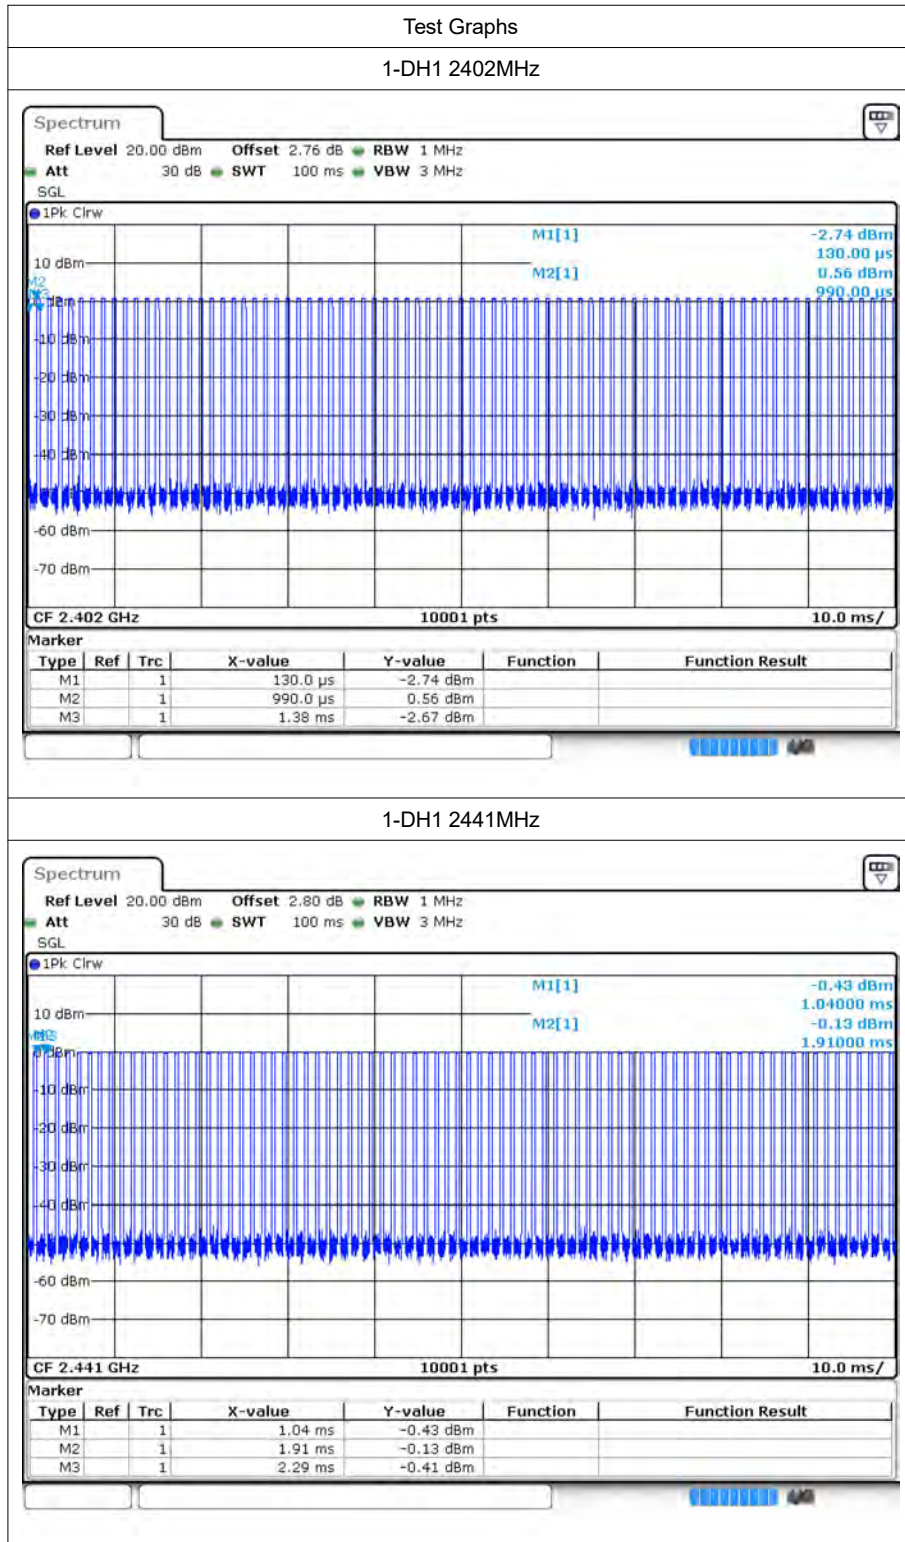 Test Graphs
1-DH1 2402MHz
Spectrum
Ref Level 20.00 dBm Offset 2.76 dB RBW 1 MHz
Att 30 dB SWT 100 ms VBW 3 MHz
SGL
1Pk Clrw
M1[1] -2.74 dBm
130.00 µs
10 dBm
M2[1] 0.56 dBm
990.00 µs
M2
-10 dBm
-20 dBm
-30 dBm
-40 dBm
-60 dBm
-70 dBm
CF 2.402 GHz 10001 pts 10.0 ms/
Marker
Type Ref Trc X-value Y-value Function Function Result
M1 1 130.0 µs -2.74 dBm
M2 1 990.0 µs 0.56 dBm
M3 1 1.38 ms -2.67 dBm
1-DH1 2441MHz
Spectrum
Ref Level 20.00 dBm Offset 2.80 dB RBW 1 MHz
Att 30 dB SWT 100 ms VBW 3 MHz
SGL
1Pk Clrw
M1[1] -0.43 dBm
1.04000 ms
10 dBm
M2[1] -0.13 dBm
1.91000 ms
0 dBm
-10 dBm
-20 dBm
-30 dBm
-40 dBm
-60 dBm
-70 dBm
CF 2.441 GHz 10001 pts 10.0 ms/
Marker
Type Ref Trc X-value Y-value Function Function Result
M1 1 1.04 ms -0.43 dBm
M2 1 1.91 ms -0.13 dBm
M3 1 2.29 ms -0.41 dBm